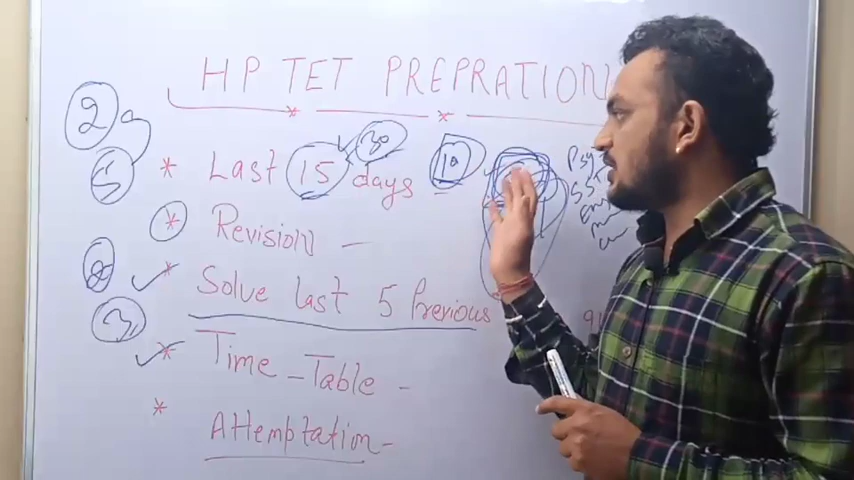 HP TET PREPRATION
2
* Last 15 days 30 10 Psy
5
* Revision -
2
* Solve last 5 Previous
3
* Time - Table -
* Attemptation -